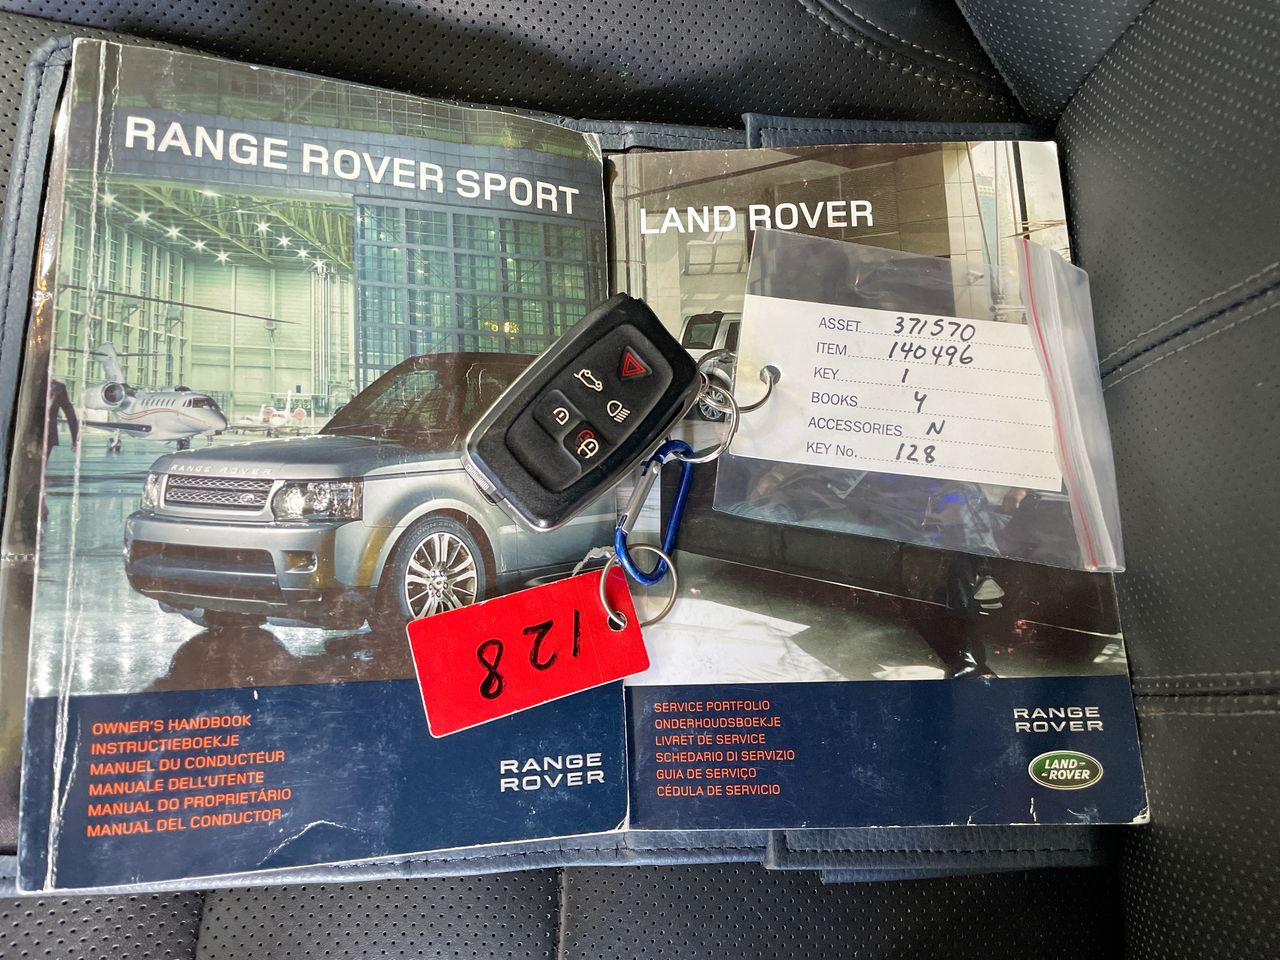 RANGE ROVER SPORT
RANGE ROVER
OWNER'S HANDBOOK
INSTRUCTIEBOEKJE
MANUEL DU CONDUCTEUR
MANUALE DELL'UTENTE
MANUAL DO PROPRIETÁRIO
MANUAL DEL CONDUCTOR
RANGE
ROVER
LAND ROVER
ASSET 371570
ITEM 140496
KEY 1
BOOKS 4
ACCESSORIES N
KEY No. 128
128
SERVICE PORTFOLIO
ONDERHOUDSBOEKJE
LIVRET DE SERVICE
SCHEDARIO DI SERVIZIO
GUIA DE SERVIÇO
CÉDULA DE SERVICIO
RANGE
ROVER
LAND-
-ROVER